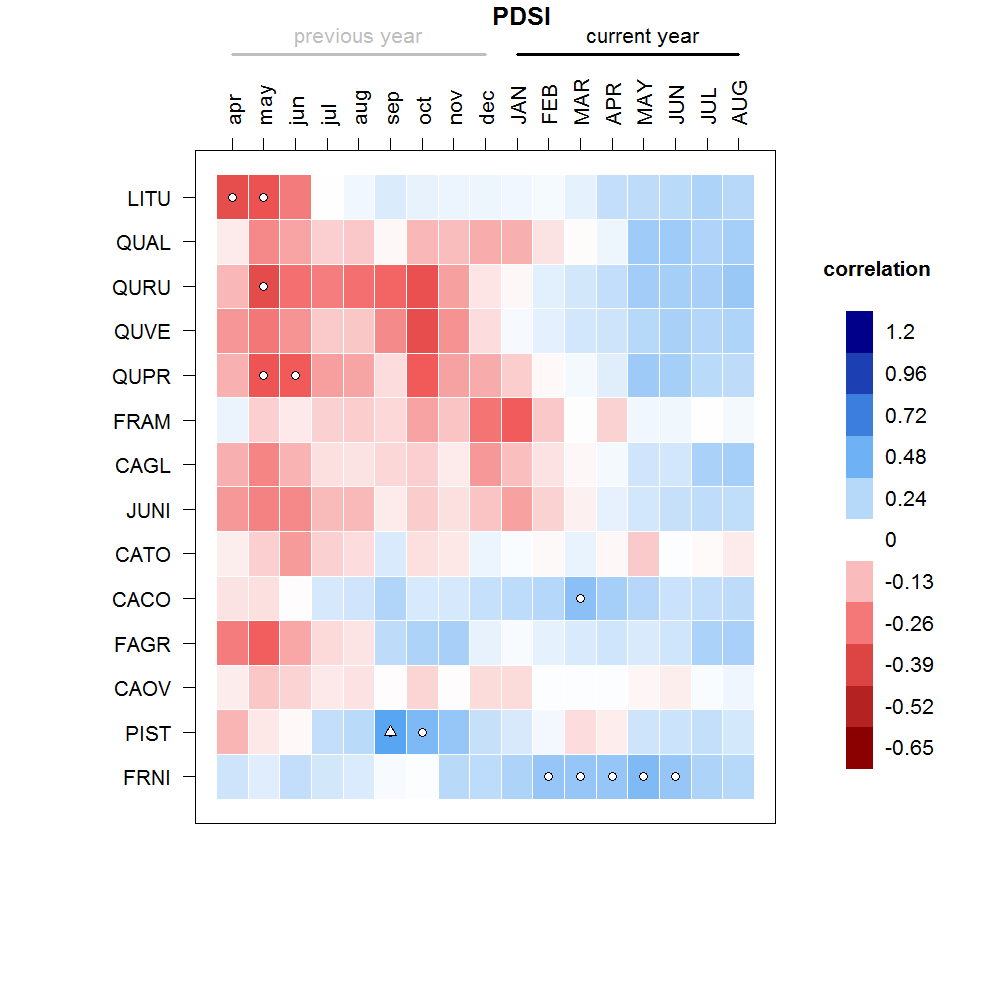 PDSI
previous year current year
apr may jun jul aug sep oct nov dec JAN FEB MAR APR MAY JUN JUL AUG
LITU
QUAL
QURU
QUVE
QUPR
FRAM
CAGL
JUNI
CATO
CACO
FAGR
CAOV
PIST
FRNI
correlation
1.2
0.96
0.72
0.48
0.24
0
-0.13
-0.26
-0.39
-0.52
-0.65